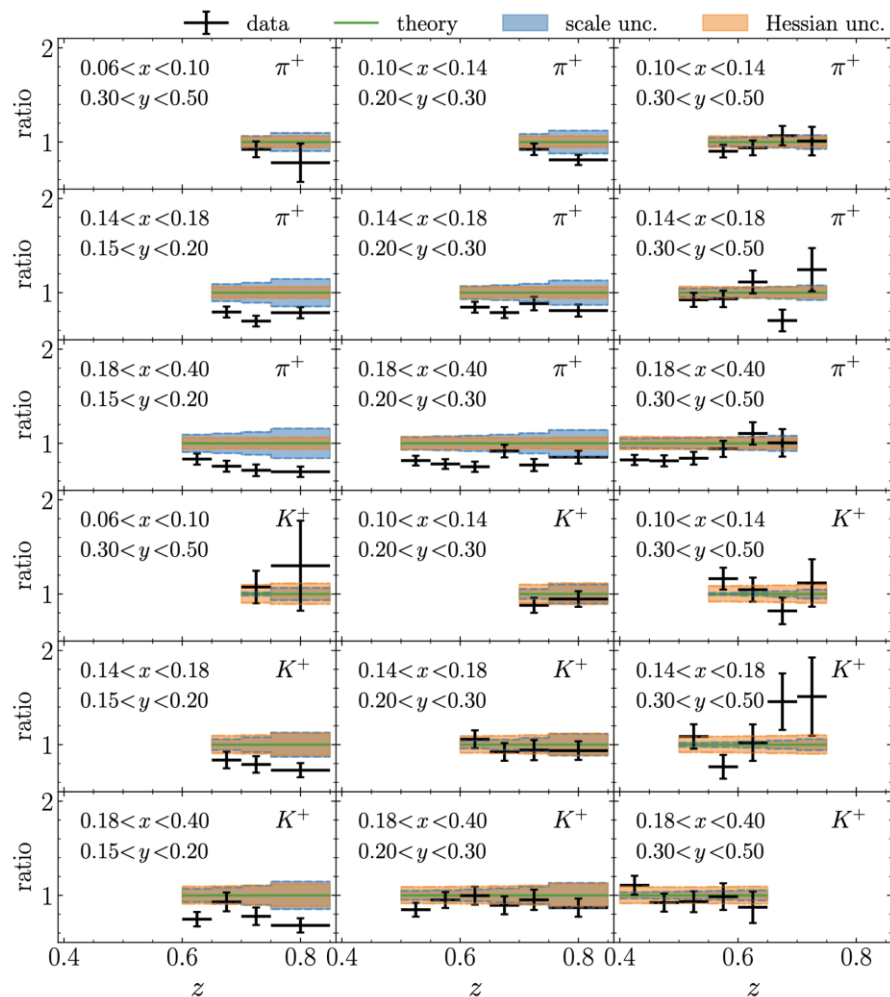 data theory scale unc. Hessian unc.
2 0.06<x<0.10 π⁺ 0.10<x<0.14 π⁺ 0.10<x<0.14 π⁺
0.30<y<0.50 0.20<y<0.30 0.30<y<0.50
ratio 1
2 0.14<x<0.18 π⁺ 0.14<x<0.18 π⁺ 0.14<x<0.18 π⁺
0.15<y<0.20 0.20<y<0.30 0.30<y<0.50
ratio 1
2 0.18<x<0.40 π⁺ 0.18<x<0.40 π⁺ 0.18<x<0.40 π⁺
0.15<y<0.20 0.20<y<0.30 0.30<y<0.50
ratio 1
2 0.06<x<0.10 K⁺ 0.10<x<0.14 K⁺ 0.10<x<0.14 K⁺
0.30<y<0.50 0.20<y<0.30 0.30<y<0.50
ratio 1
2 0.14<x<0.18 K⁺ 0.14<x<0.18 K⁺ 0.14<x<0.18 K⁺
0.15<y<0.20 0.20<y<0.30 0.30<y<0.50
ratio 1
2 0.18<x<0.40 K⁺ 0.18<x<0.40 K⁺ 0.18<x<0.40 K⁺
0.15<y<0.20 0.20<y<0.30 0.30<y<0.50
ratio 1
0.4 0.6 0.8 0.4 0.6 0.8 0.4 0.6 0.8
z z z